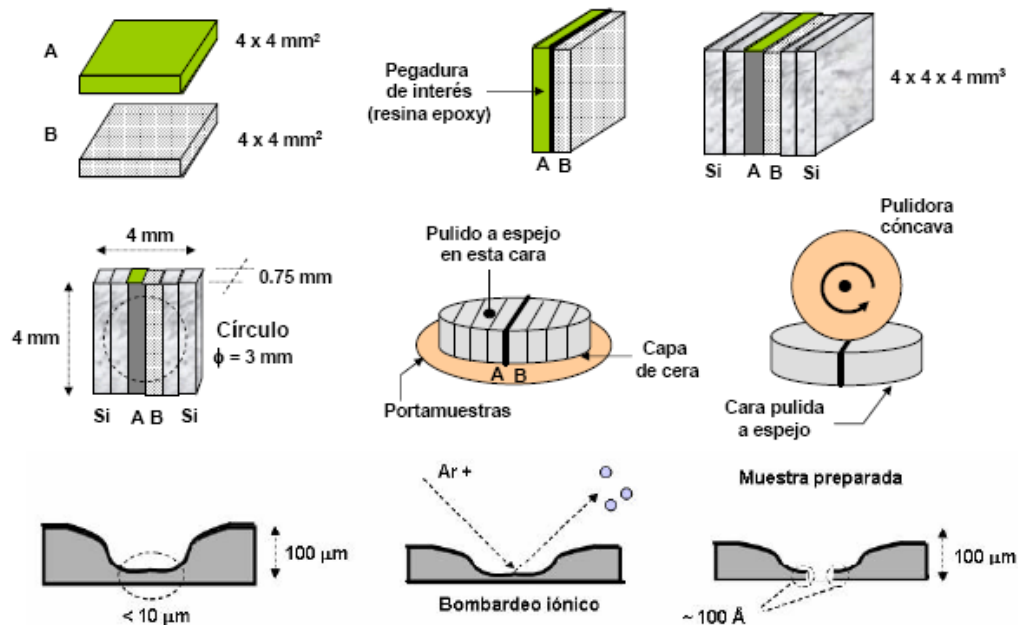 A
4 x 4 mm²
B
4 x 4 mm²
Pegadura
de interés
(resina epoxy)
A B
4 x 4 x 4 mm³
Si A B Si
4 mm
0.75 mm
4 mm
Círculo
ϕ = 3 mm
Si A B Si
Pulido a espejo
en esta cara
A B
Capa
de cera
Portamuestras
Pulidora
cóncava
Cara pulida
a espejo
100 µm
< 10 µm
Ar +
Bombardeo iónico
Muestra preparada
100 µm
~ 100 Å